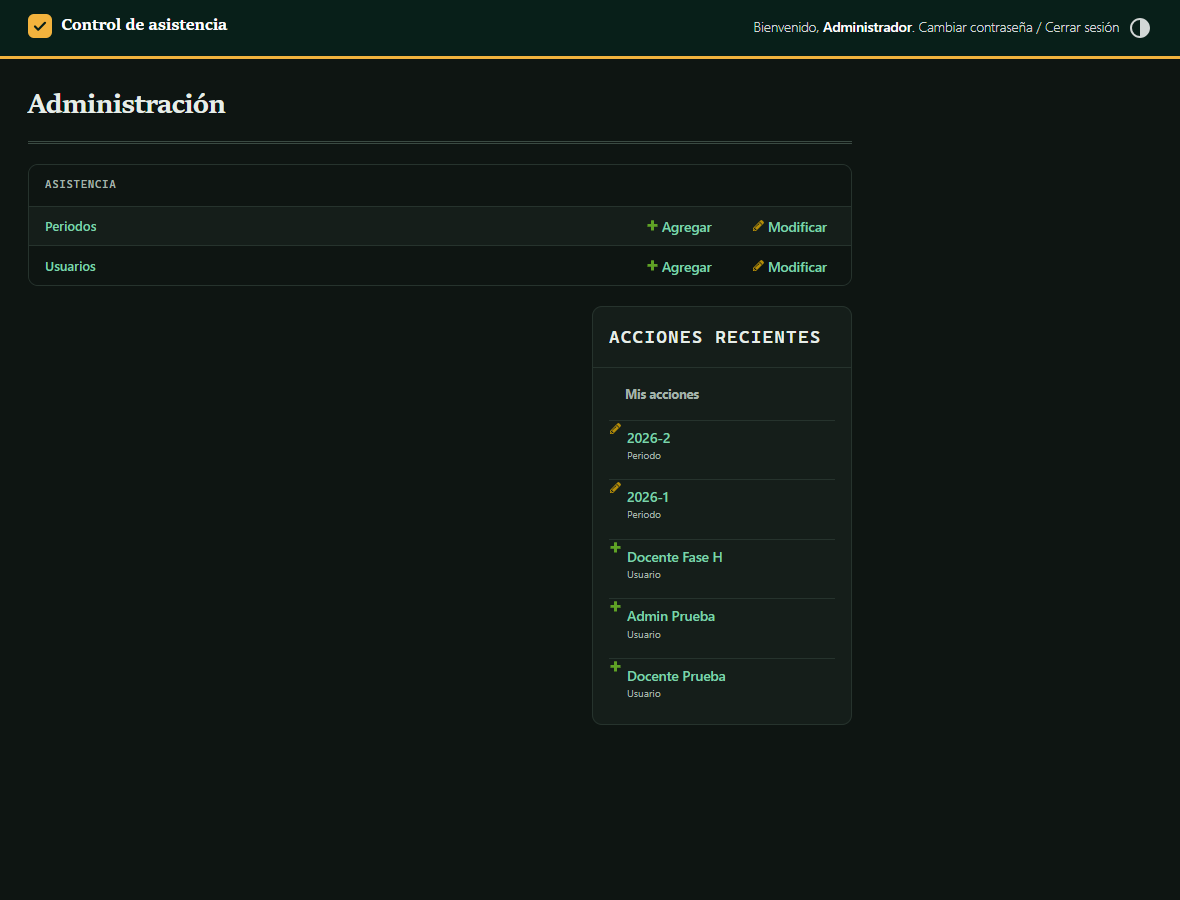 Control de asistencia
Bienvenido, Administrador. Cambiar contraseña / Cerrar sesión
Administración
ASISTENCIA
Periodos Agregar Modificar
Usuarios Agregar Modificar
ACCIONES RECIENTES
Mis acciones
2026-2
Periodo
2026-1
Periodo
Docente Fase H
Usuario
Admin Prueba
Usuario
Docente Prueba
Usuario